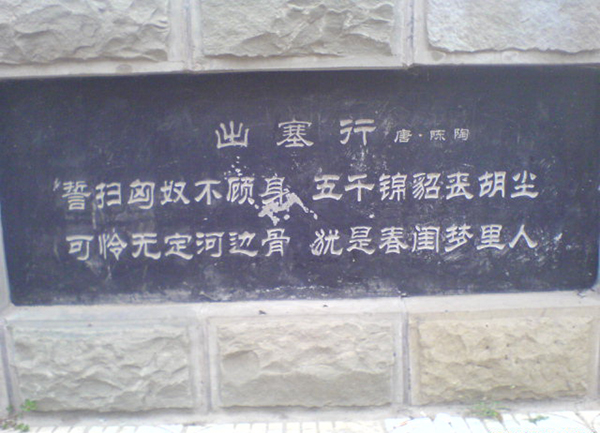 出塞行 唐·陈陶
誓扫匈奴不顾身 五千锦貂丧胡尘
可怜无定河边骨 犹是春闺梦里人